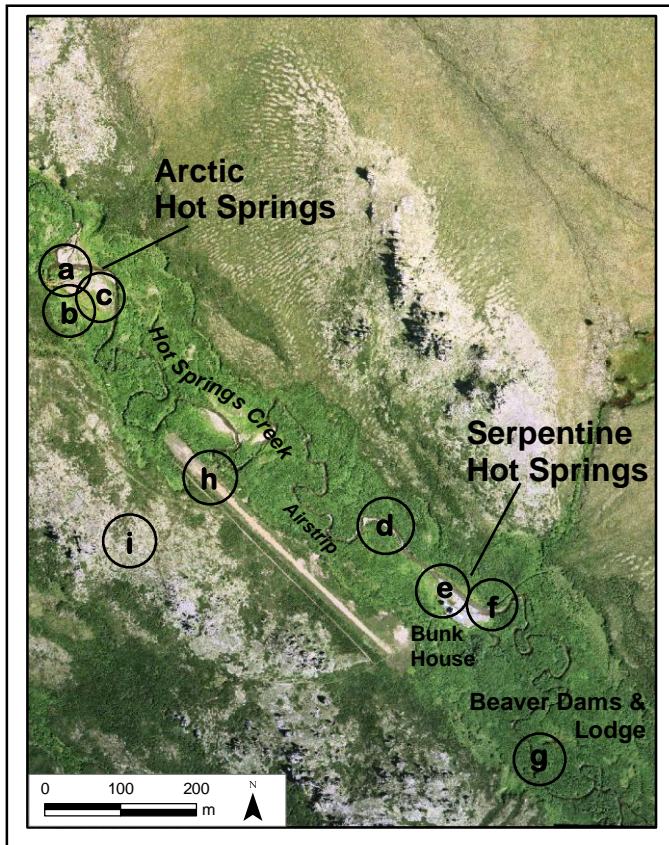 Arctic
Hot Springs
a
c
b
Hot Springs Creek
Serpentine
Hot Springs
h
d
Airstrip
i
e
f
Bunk
House
Beaver Dams &
Lodge
g
0 100 200
m
N